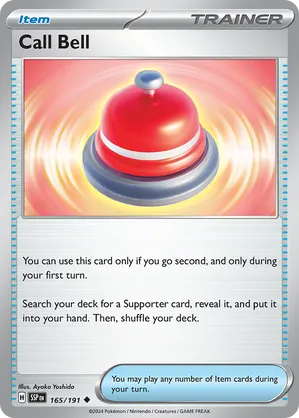 Item
TRAINER
Call Bell
You can use this card only if you go second, and only during
your first turn.
Search your deck for a Supporter card, reveal it, and put it
into your hand. Then, shuffle your deck.
Illus. Ayaka Yoshida
H SSP EN 165/191 ◆
You may play any number of Item cards during
your turn.
©2024 Pokémon / Nintendo / Creatures / GAME FREAK